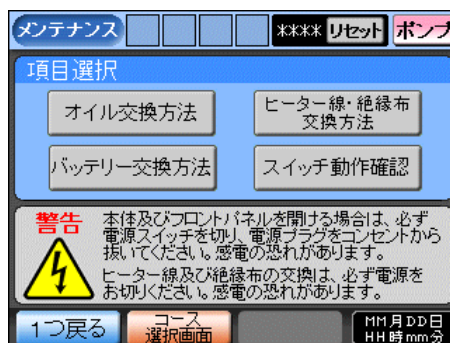 メンテナンス ＊＊＊＊ リセット ポンプ
項目選択
オイル交換方法 ヒーター線・絶縁布
交換方法
バッテリー交換方法 スイッチ動作確認
警告 本体及びフロントパネルを開ける場合は、必ず
電源スイッチを切り、電源プラグをコンセントから
抜いてください。感電の恐れがあります。
ヒーター線及び絶縁布の交換は、必ず電源を
お切りください。感電の恐れがあります。
1つ戻る コース
選択画面
MM月DD日
HH時mm分